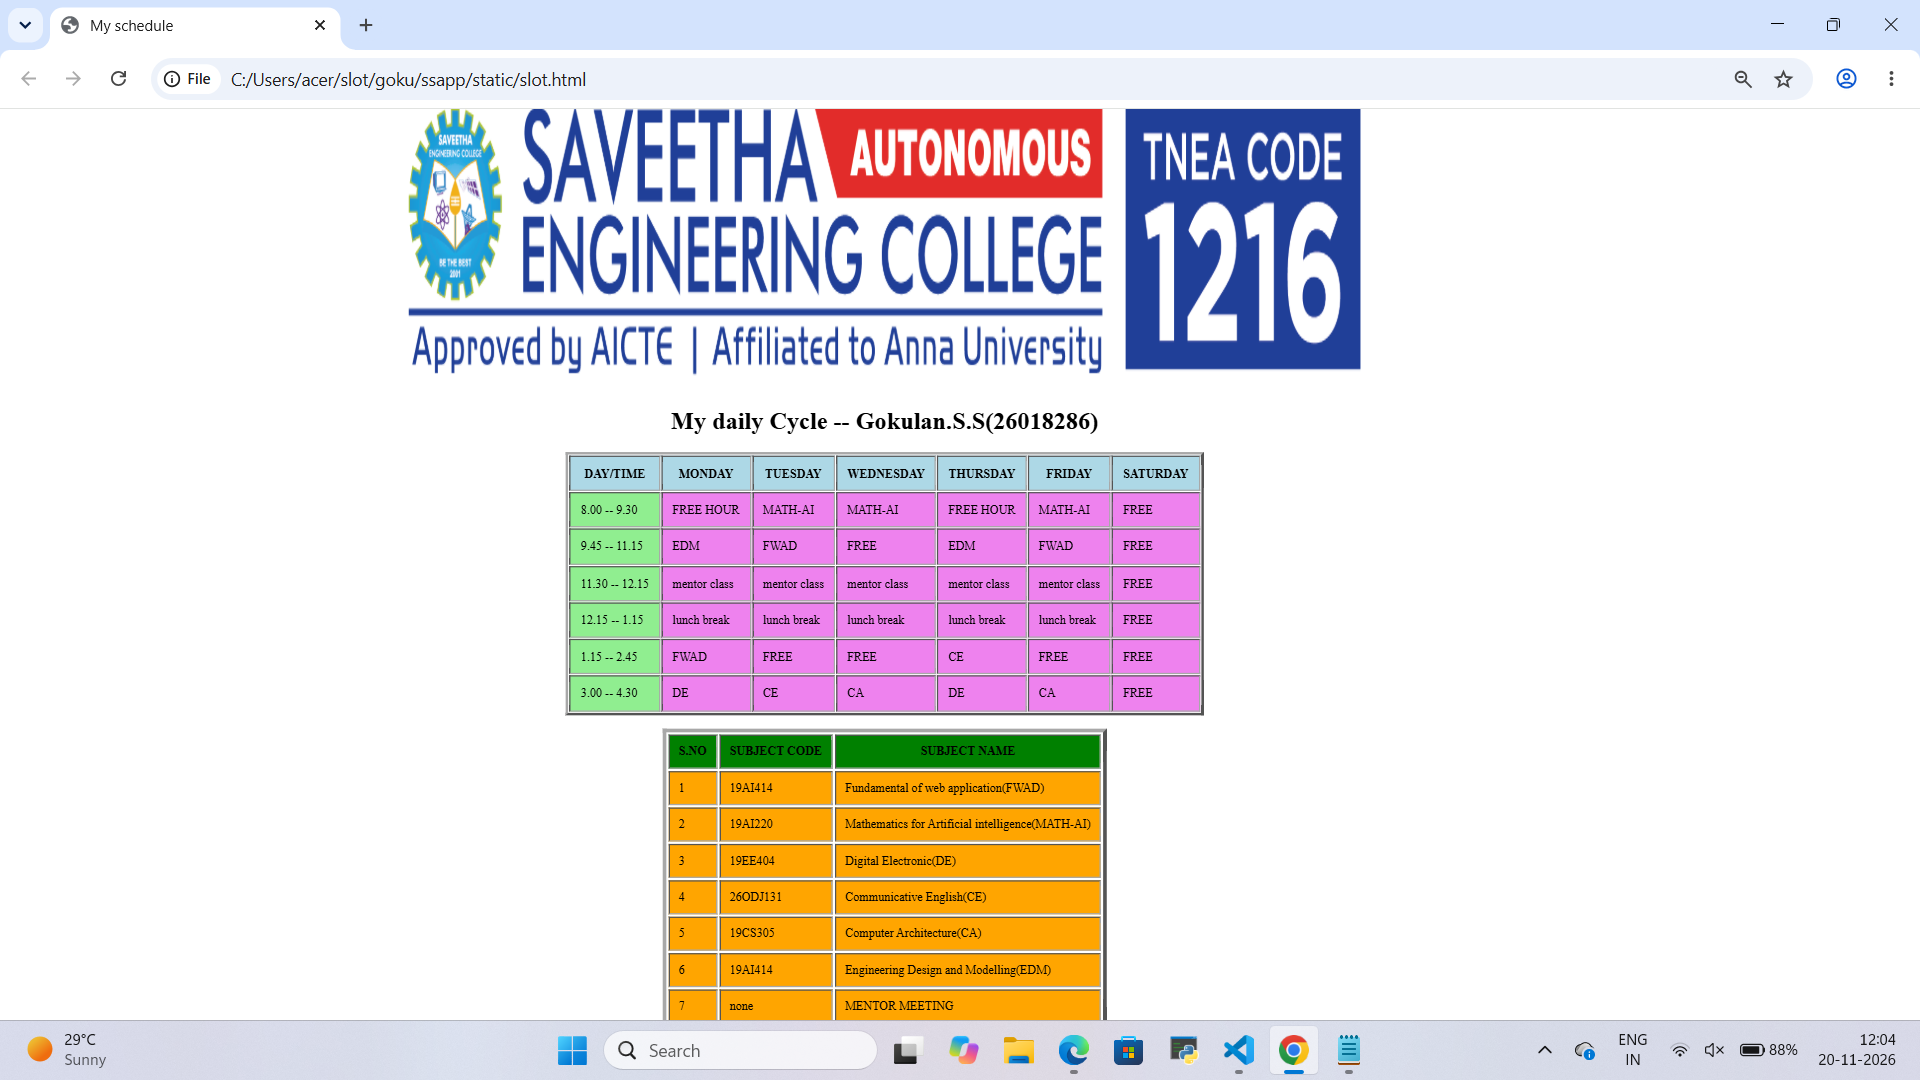 My schedule
File C:/Users/acer/slot/goku/ssapp/static/slot.html
SAVEETHA
ENGINEERING COLLEGE
BE THE BEST
2001
SAVEETHA AUTONOMOUS
ENGINEERING COLLEGE
Approved by AICTE | Affiliated to Anna University
TNEA CODE
1216
My daily Cycle -- Gokulan.S.S(26018286)
DAY/TIME MONDAY TUESDAY WEDNESDAY THURSDAY FRIDAY SATURDAY
8.00 -- 9.30 FREE HOUR MATH-AI MATH-AI FREE HOUR MATH-AI FREE
9.45 -- 11.15 EDM FWAD FREE EDM FWAD FREE
11.30 -- 12.15 mentor class mentor class mentor class mentor class mentor class FREE
12.15 -- 1.15 lunch break lunch break lunch break lunch break lunch break FREE
1.15 -- 2.45 FWAD FREE FREE CE FREE FREE
3.00 -- 4.30 DE CE CA DE CA FREE
S.NO SUBJECT CODE SUBJECT NAME
1 19AI414 Fundamental of web application(FWAD)
2 19AI220 Mathematics for Artificial intelligence(MATH-AI)
3 19EE404 Digital Electronic(DE)
4 26ODJ131 Communicative English(CE)
5 19CS305 Computer Architecture(CA)
6 19AI414 Engineering Design and Modelling(EDM)
7 none MENTOR MEETING
29°C
Sunny
Search
ENG
IN
88%
12:04
20-11-2026